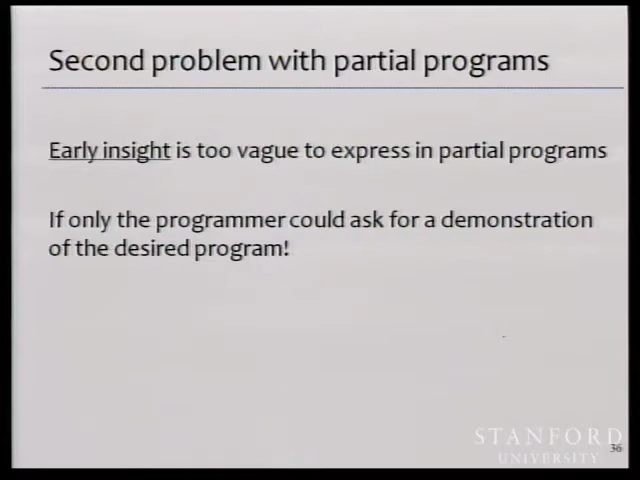 Second problem with partial programs
Early insight is too vague to express in partial programs
If only the programmer could ask for a demonstration
of the desired program!
STANFORD
UNIVERSITY
36